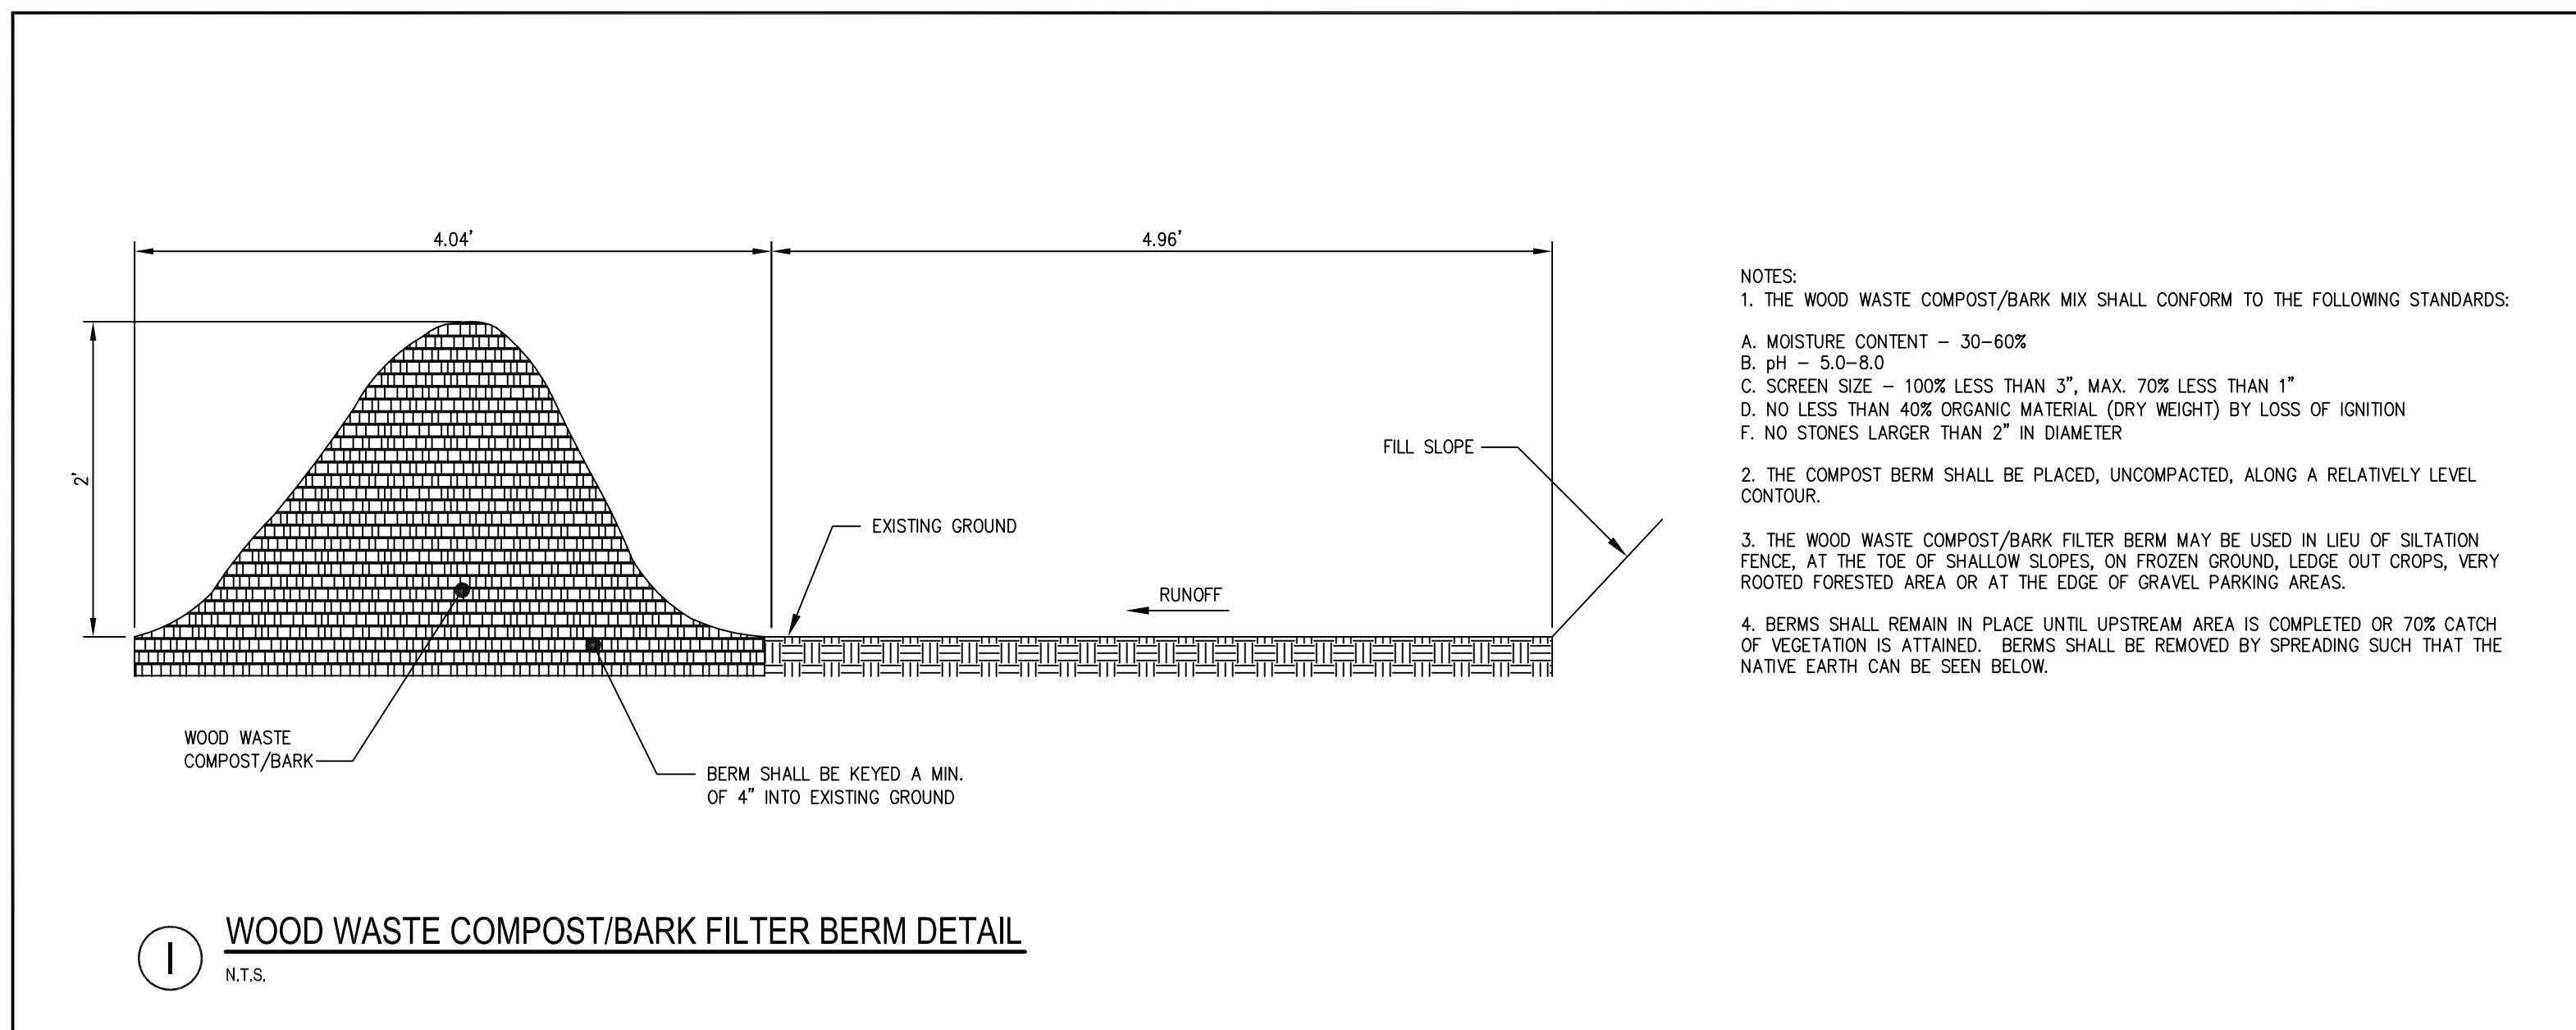 4.04'
4.96'
2'
NOTES:
1. THE WOOD WASTE COMPOST/BARK MIX SHALL CONFORM TO THE FOLLOWING STANDARDS:
A. MOISTURE CONTENT – 30–60%
B. pH – 5.0–8.0
C. SCREEN SIZE – 100% LESS THAN 3", MAX. 70% LESS THAN 1"
D. NO LESS THAN 40% ORGANIC MATERIAL (DRY WEIGHT) BY LOSS OF IGNITION
F. NO STONES LARGER THAN 2" IN DIAMETER
2. THE COMPOST BERM SHALL BE PLACED, UNCOMPACTED, ALONG A RELATIVELY LEVEL
CONTOUR.
3. THE WOOD WASTE COMPOST/BARK FILTER BERM MAY BE USED IN LIEU OF SILTATION
FENCE, AT THE TOE OF SHALLOW SLOPES, ON FROZEN GROUND, LEDGE OUT CROPS, VERY
ROOTED FORESTED AREA OR AT THE EDGE OF GRAVEL PARKING AREAS.
4. BERMS SHALL REMAIN IN PLACE UNTIL UPSTREAM AREA IS COMPLETED OR 70% CATCH
OF VEGETATION IS ATTAINED. BERMS SHALL BE REMOVED BY SPREADING SUCH THAT THE
NATIVE EARTH CAN BE SEEN BELOW.
FILL SLOPE
EXISTING GROUND
RUNOFF
WOOD WASTE
COMPOST/BARK
BERM SHALL BE KEYED A MIN.
OF 4" INTO EXISTING GROUND
I
WOOD WASTE COMPOST/BARK FILTER BERM DETAIL
N.T.S.